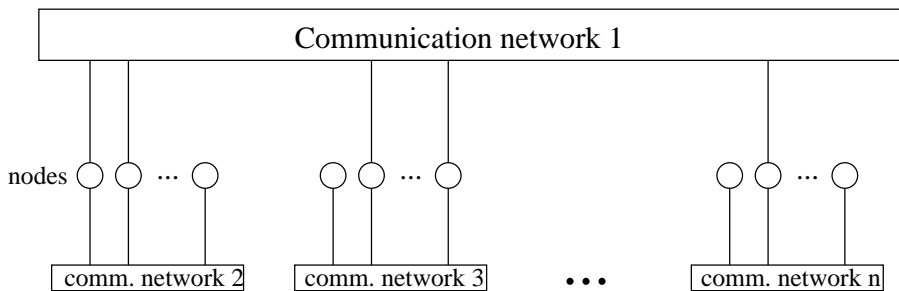 Communication network 1
nodes ... ... ...
comm. network 2 comm. network 3 ... comm. network n